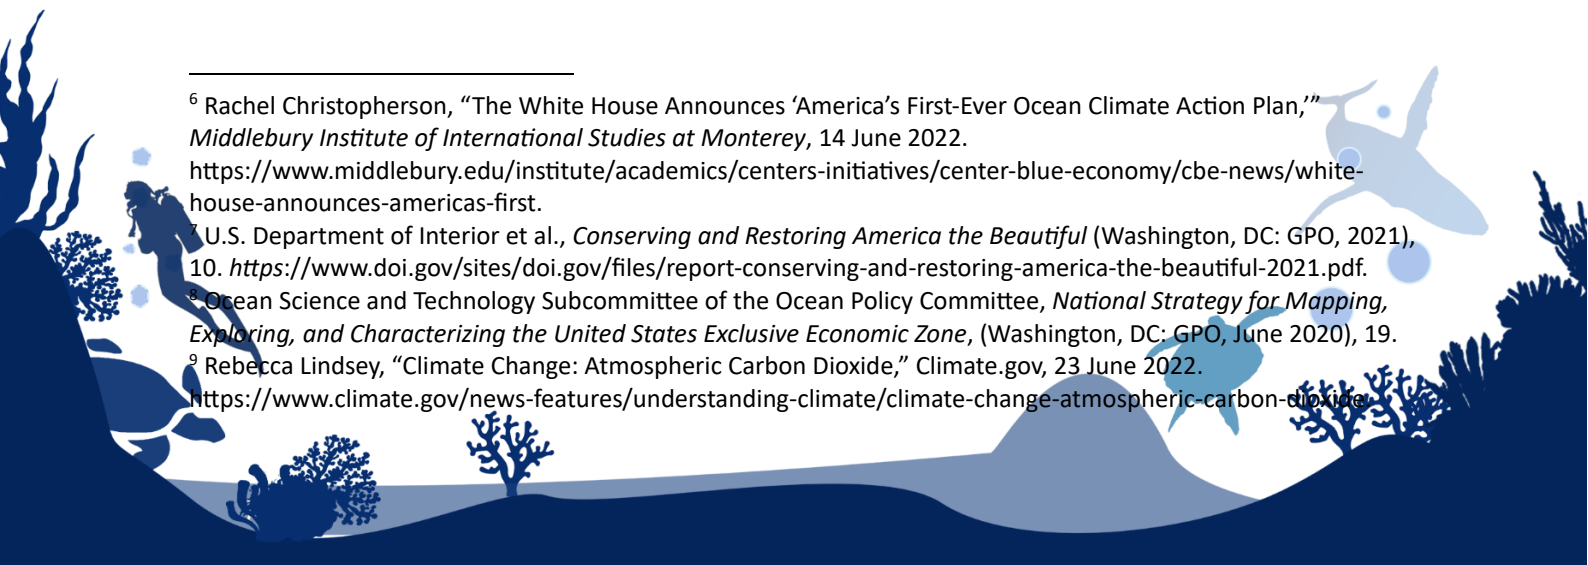 6 Rachel Christopherson, “The White House Announces ‘America’s First-Ever Ocean Climate Action Plan,’”
Middlebury Institute of International Studies at Monterey, 14 June 2022.
https://www.middlebury.edu/institute/academics/centers-initiatives/center-blue-economy/cbe-news/white-
house-announces-americas-first.
7 U.S. Department of Interior et al., Conserving and Restoring America the Beautiful (Washington, DC: GPO, 2021),
10. https://www.doi.gov/sites/doi.gov/files/report-conserving-and-restoring-america-the-beautiful-2021.pdf.
8 Ocean Science and Technology Subcommittee of the Ocean Policy Committee, National Strategy for Mapping,
Exploring, and Characterizing the United States Exclusive Economic Zone, (Washington, DC: GPO, June 2020), 19.
9 Rebecca Lindsey, “Climate Change: Atmospheric Carbon Dioxide,” Climate.gov, 23 June 2022.
https://www.climate.gov/news-features/understanding-climate/climate-change-atmospheric-carbon-dioxide